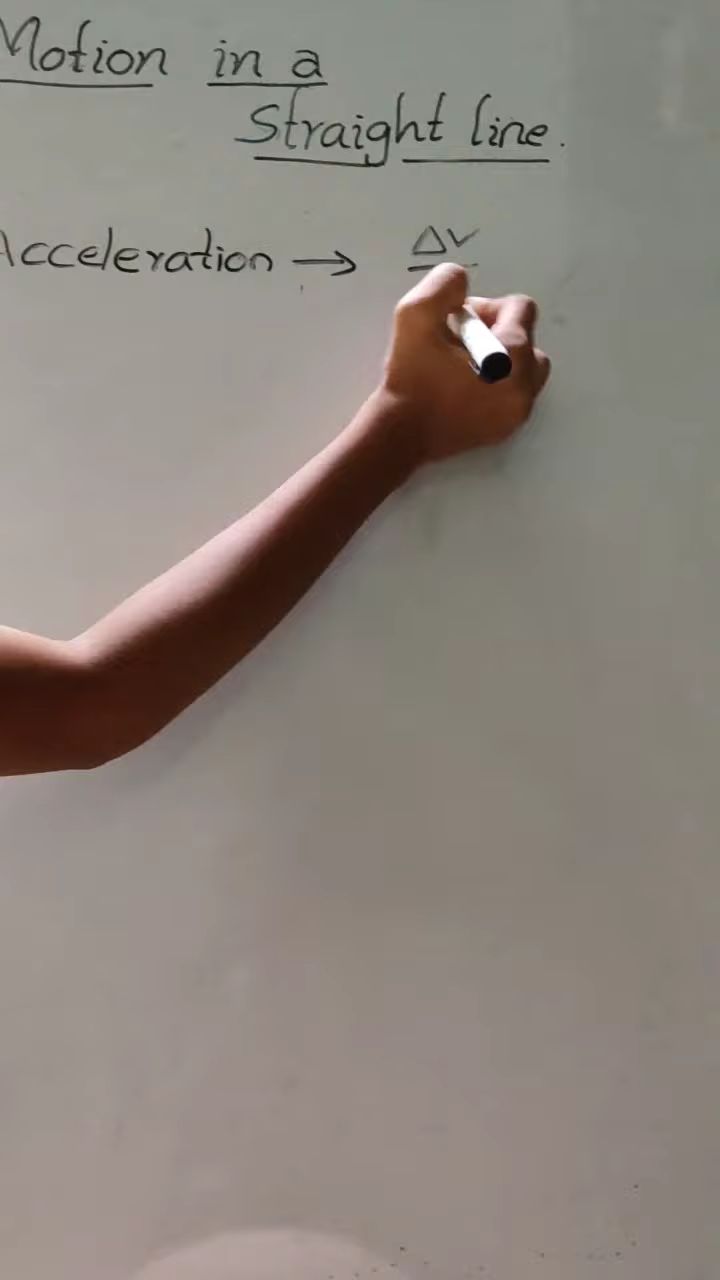 Motion in a
Straight line.
Acceleration → ΔV